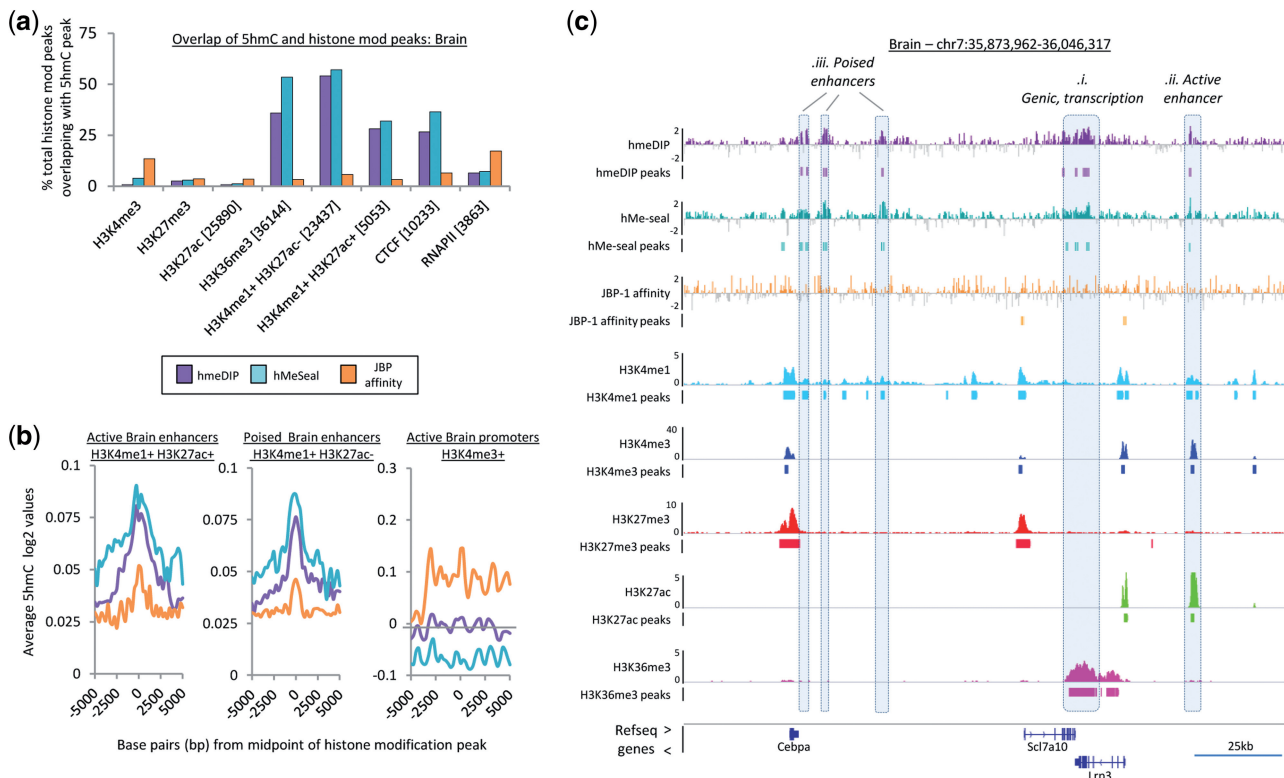 (a)
Overlap of 5hmC and histone mod peaks: Brain
% total histone mod peaks
overlapping with 5hmC peak
75
50
25
0
H3K4me3
H3K27me3
H3K27ac [25890]
H3K36me3 [36144]
H3K4me1+ H3K27ac- [23437]
H3K4me1+ H3K27ac+ [5053]
CTCF [10233]
RNAPII [3863]
hmeDIP
hMeSeal
JBP
affinity
(b)
Active Brain enhancers
H3K4me1+ H3K27ac+
Poised Brain enhancers
H3K4me1+ H3K27ac-
Active Brain promoters
H3K4me3+
Average 5hmC log2 values
0.1
0.075
0.05
0.025
0
0.1
0.075
0.05
0.025
0
0.3
0.2
0.1
0
-0.1
-5000
-2500
0
25000
5000
-5000
-2500
0
25000
5000
-5000
-2500
0
2500
5000
Base pairs (bp) from midpoint of histone modification peak
(c)
Brain – chr7:35,873,962-36,046,317
.iii. Poised
enhancers
.i.
Genic, transcription
.ii. Active
enhancer
hmeDIP
2
-2
hmeDIP peaks
hMe-seal
2
-2
hMe-seal peaks
JBP-1 affinity
2
-2
JBP-1 affinity peaks
H3K4me1
5
0
H3K4me1 peaks
H3K4me3
40
0
H3K4me3 peaks
H3K27me3
10
0
H3K27me3 peaks
H3K27ac
5
0
H3K27ac peaks
H3K36me3
5
0
H3K36me3 peaks
Refseq >
genes <
Cebpa
Scl7a10
Lrp3
25kb